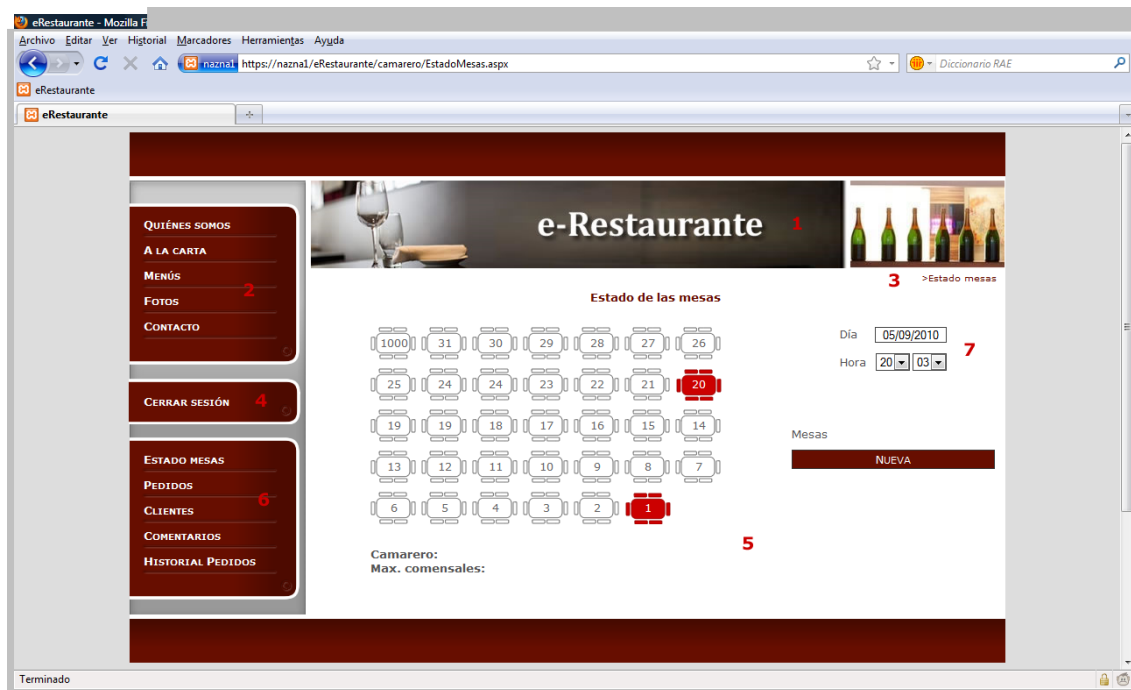 eRestaurante - Mozilla F
Archivo Editar Ver Historial Marcadores Herramientas Ayuda
nazna1 https://nazna1/eRestaurante/camarero/EstadoMesas.aspx Diccionario RAE
eRestaurante
eRestaurante
e-Restaurante 1
QUIÉNES SOMOS
A LA CARTA
MENÚS
FOTOS
CONTACTO
2
3 >Estado mesas
CERRAR SESIÓN 4
ESTADO MESAS
PEDIDOS
CLIENTES
COMENTARIOS
HISTORIAL PEDIDOS
6
Estado de las mesas
1000 31 30 29 28 27 26
25 24 24 23 22 21 20
19 19 18 17 16 15 14
13 12 11 10 9 8 7
6 5 4 3 2 1
Camarero:
Max. comensales:
5
Día 05/09/2010
Hora 20 03
7
Mesas
NUEVA
Terminado